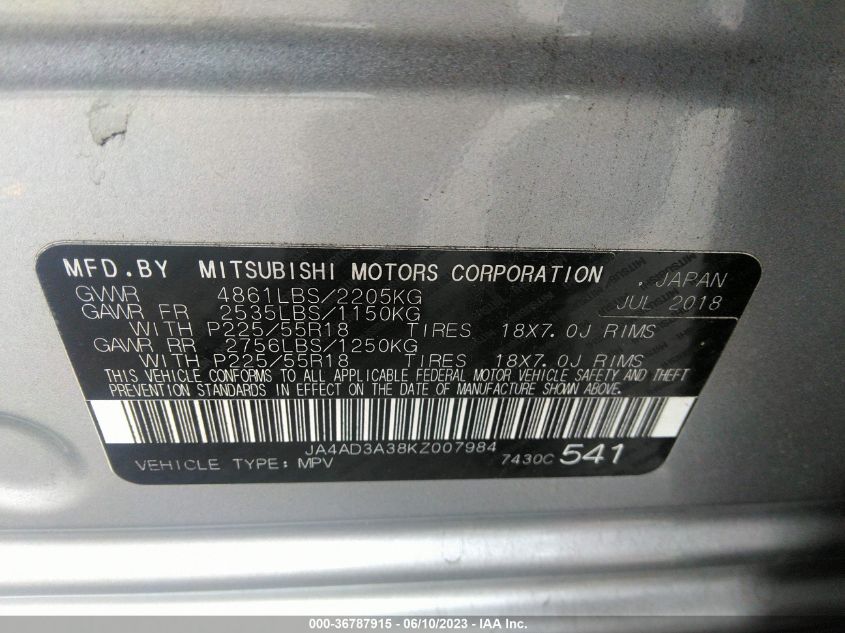 MFD.BY MITSUBISHI MOTORS CORPORATION . JAPAN
GVWR 4861LBS/2205KG JUL 2018
GAWR FR 2535LBS/1150KG
WITH P225/55R18 TIRES 18X7.0J RIMS
GAWR RR 2756LBS/1250KG
WITH P225/55R18 TIRES 18X7.0J RIMS
THIS VEHICLE CONFORMS TO ALL APPLICABLE FEDERAL MOTOR VEHICLE SAFETY AND THEFT
PREVENTION STANDARDS IN EFFECT ON THE DATE OF MANUFACTURE SHOWN ABOVE.
JA4AD3A38KZ007984
VEHICLE TYPE: MPV 7430C 541
000-36787915 - 06/10/2023 - © IAA Inc.